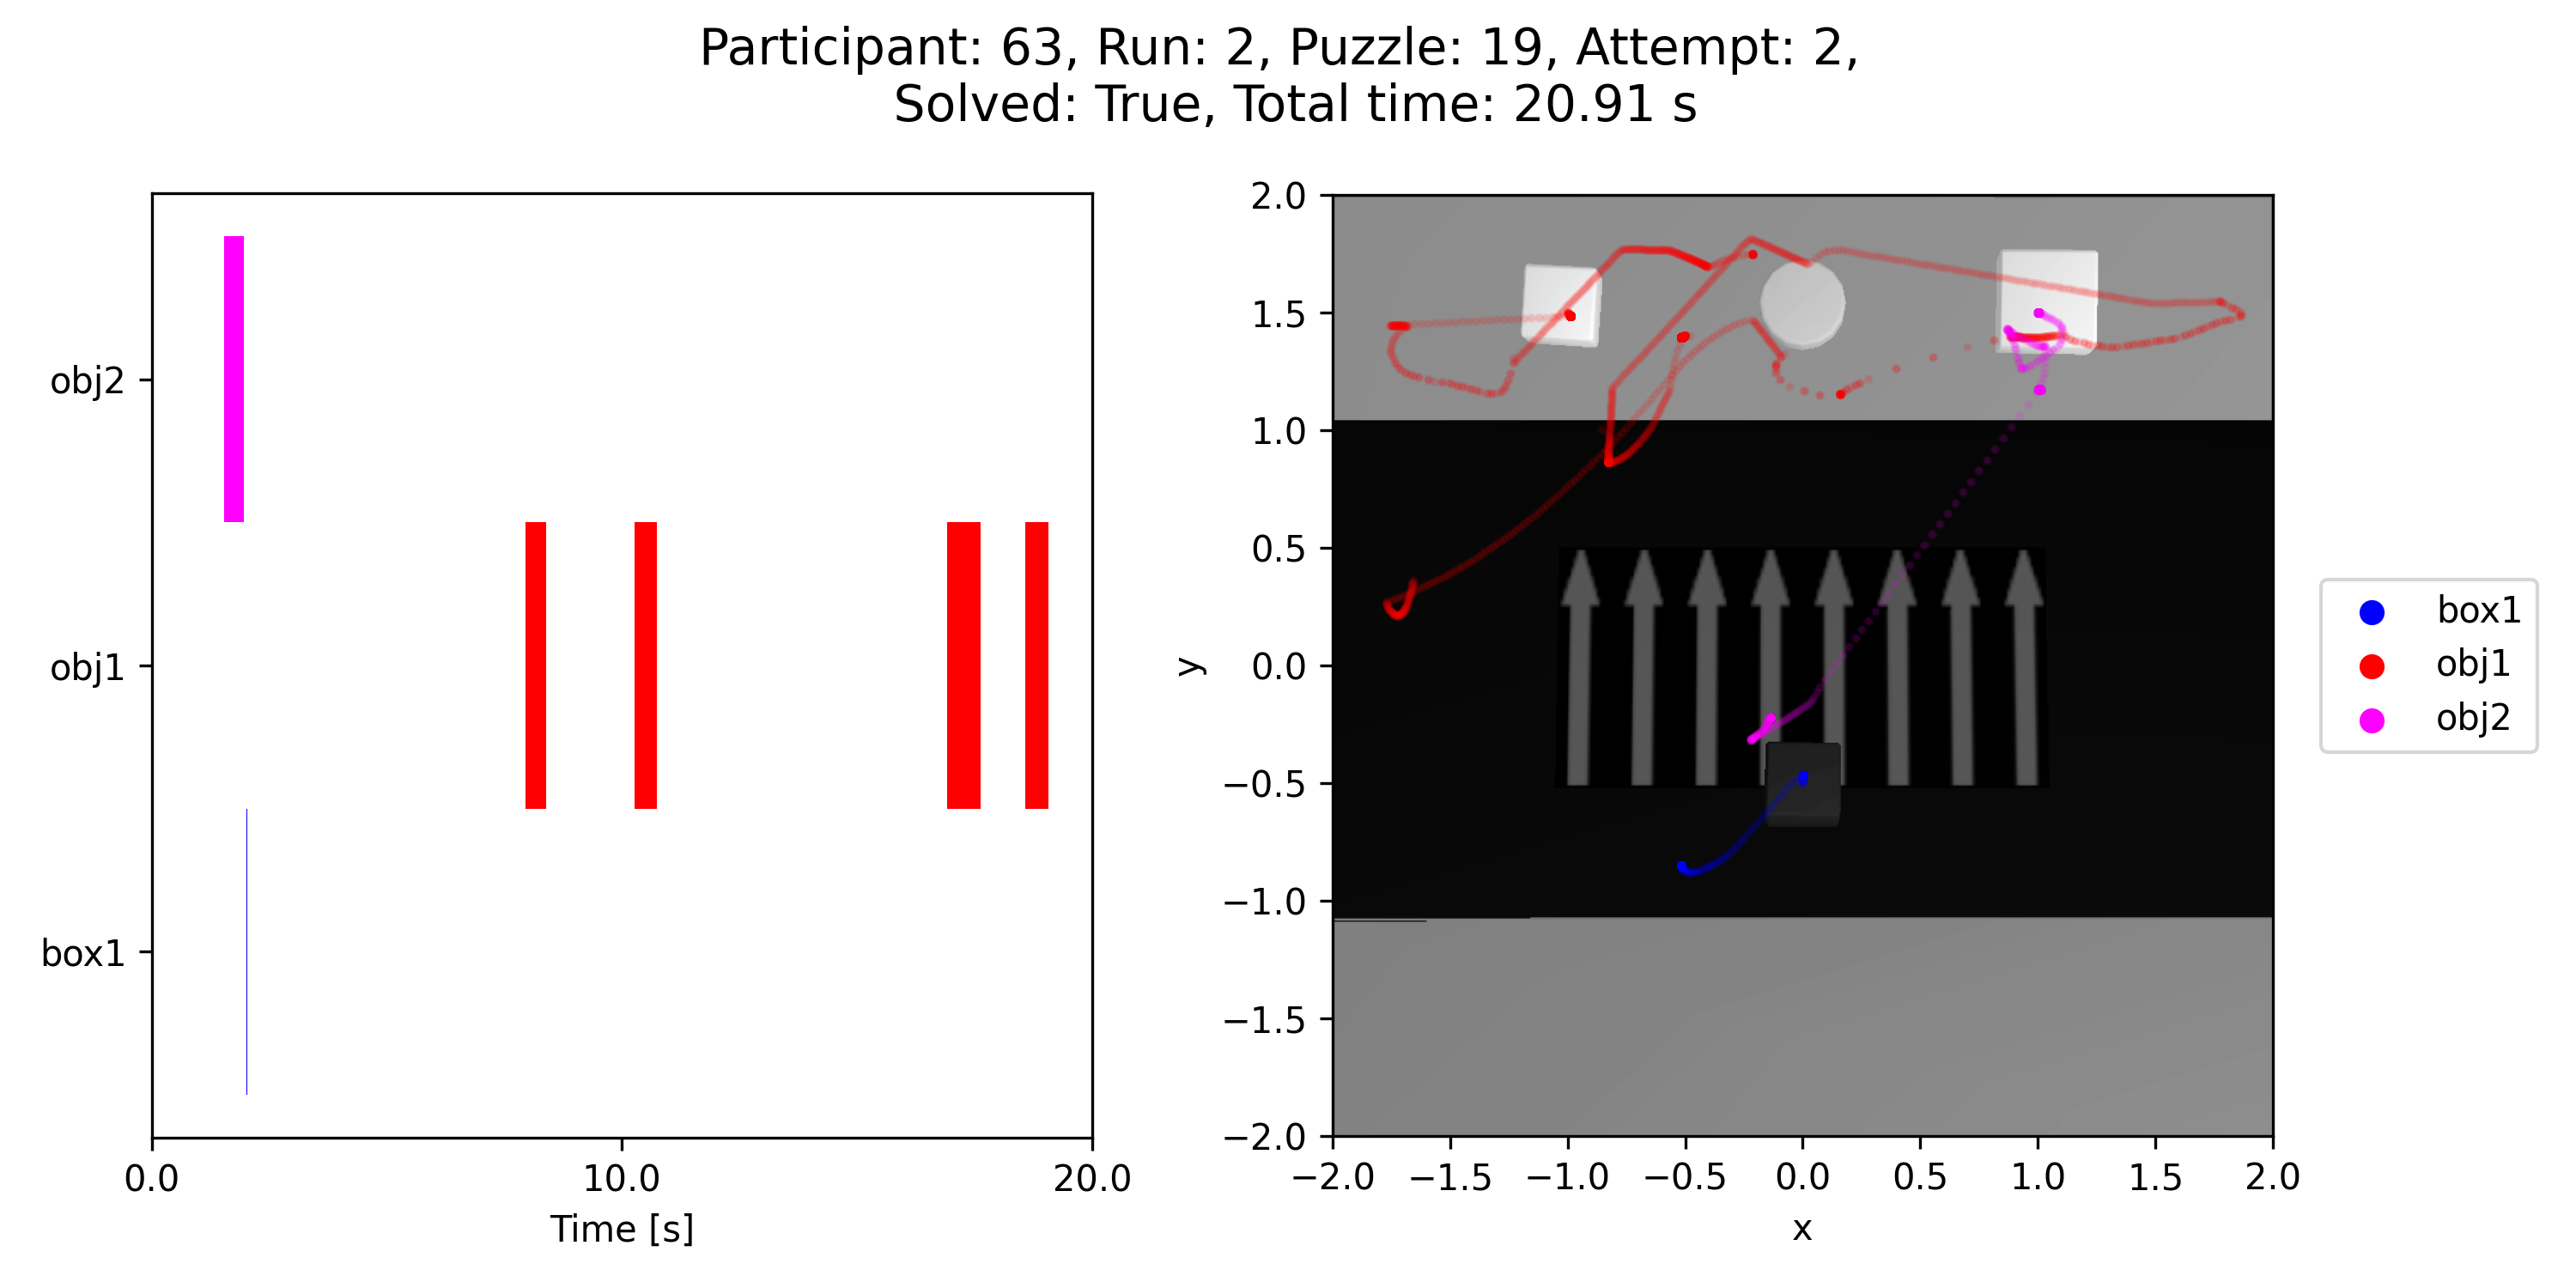 Participant: 63, Run: 2, Puzzle: 19, Attempt: 2,
Solved: True, Total time: 20.91 s
obj2
obj1
box1
0.0 10.0 20.0
Time [s]
2.0
1.5
1.0
0.5
0.0
−0.5
−1.0
−1.5
−2.0
y
−2.0 −1.5 −1.0 −0.5 0.0 0.5 1.0 1.5 2.0
x
box1
obj1
obj2